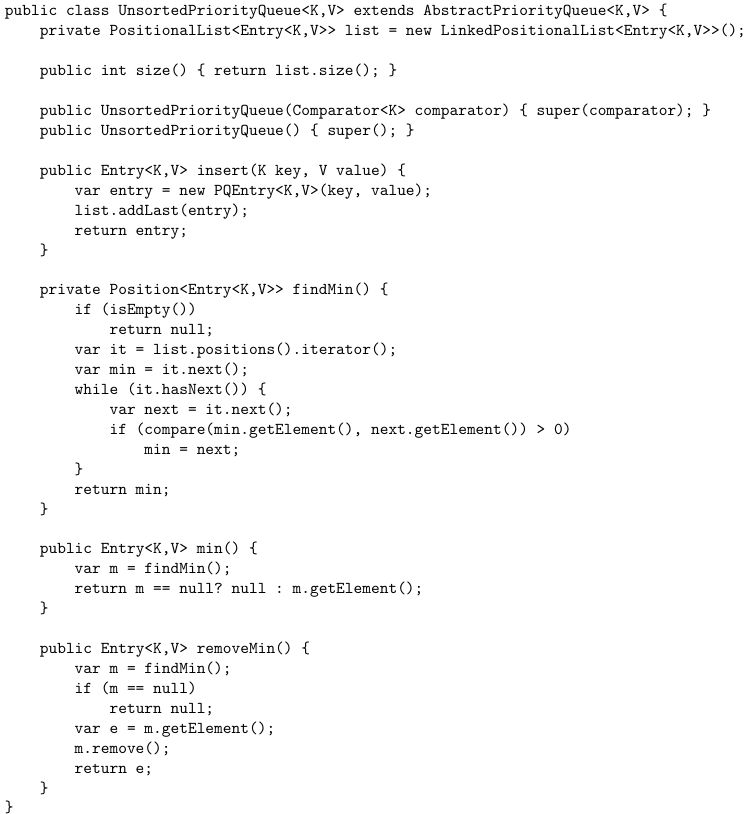 public class UnsortedPriorityQueue<K,V> extends AbstractPriorityQueue<K,V> {
    private PositionalList<Entry<K,V>> list = new LinkedPositionalList<Entry<K,V>>();

    public int size() { return list.size(); }

    public UnsortedPriorityQueue(Comparator<K> comparator) { super(comparator); }
    public UnsortedPriorityQueue() { super(); }

    public Entry<K,V> insert(K key, V value) {
        var entry = new PQEntry<K,V>(key, value);
        list.addLast(entry);
        return entry;
    }

    private Position<Entry<K,V>> findMin() {
        if (isEmpty())
            return null;
        var it = list.positions().iterator();
        var min = it.next();
        while (it.hasNext()) {
            var next = it.next();
            if (compare(min.getElement(), next.getElement()) > 0)
                min = next;
        }
        return min;
    }

    public Entry<K,V> min() {
        var m = findMin();
        return m == null? null : m.getElement();
    }

    public Entry<K,V> removeMin() {
        var m = findMin();
        if (m == null)
            return null;
        var e = m.getElement();
        m.remove();
        return e;
    }
}